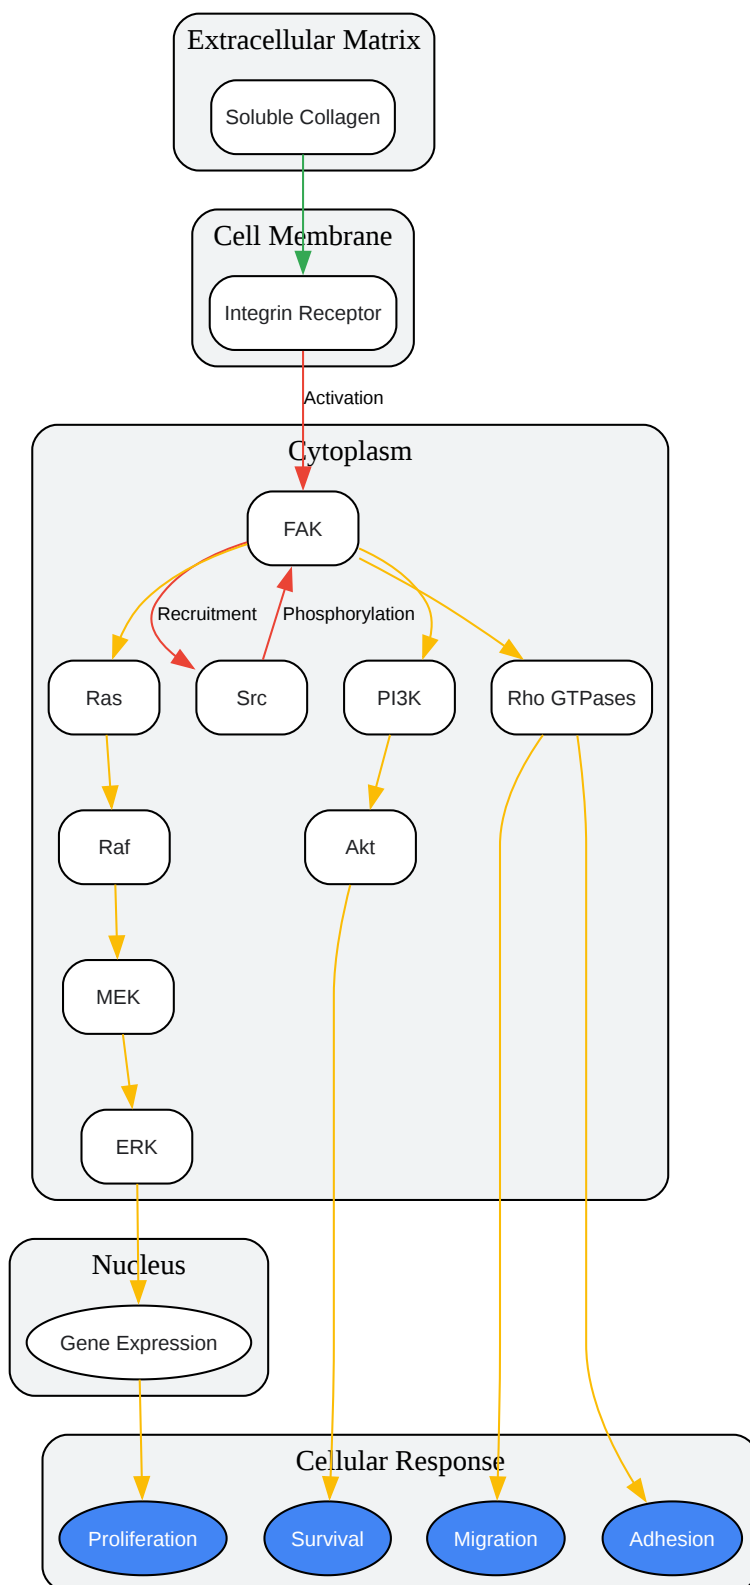 Extracellular Matrix
Soluble Collagen
Cell Membrane
Integrin Receptor
Activation
Cytoplasm
FAK
Recruitment
Phosphorylation
Ras
Src
PI3K
Rho GTPases
Raf
Akt
MEK
ERK
Nucleus
Gene Expression
Cellular Response
Proliferation
Survival
Migration
Adhesion